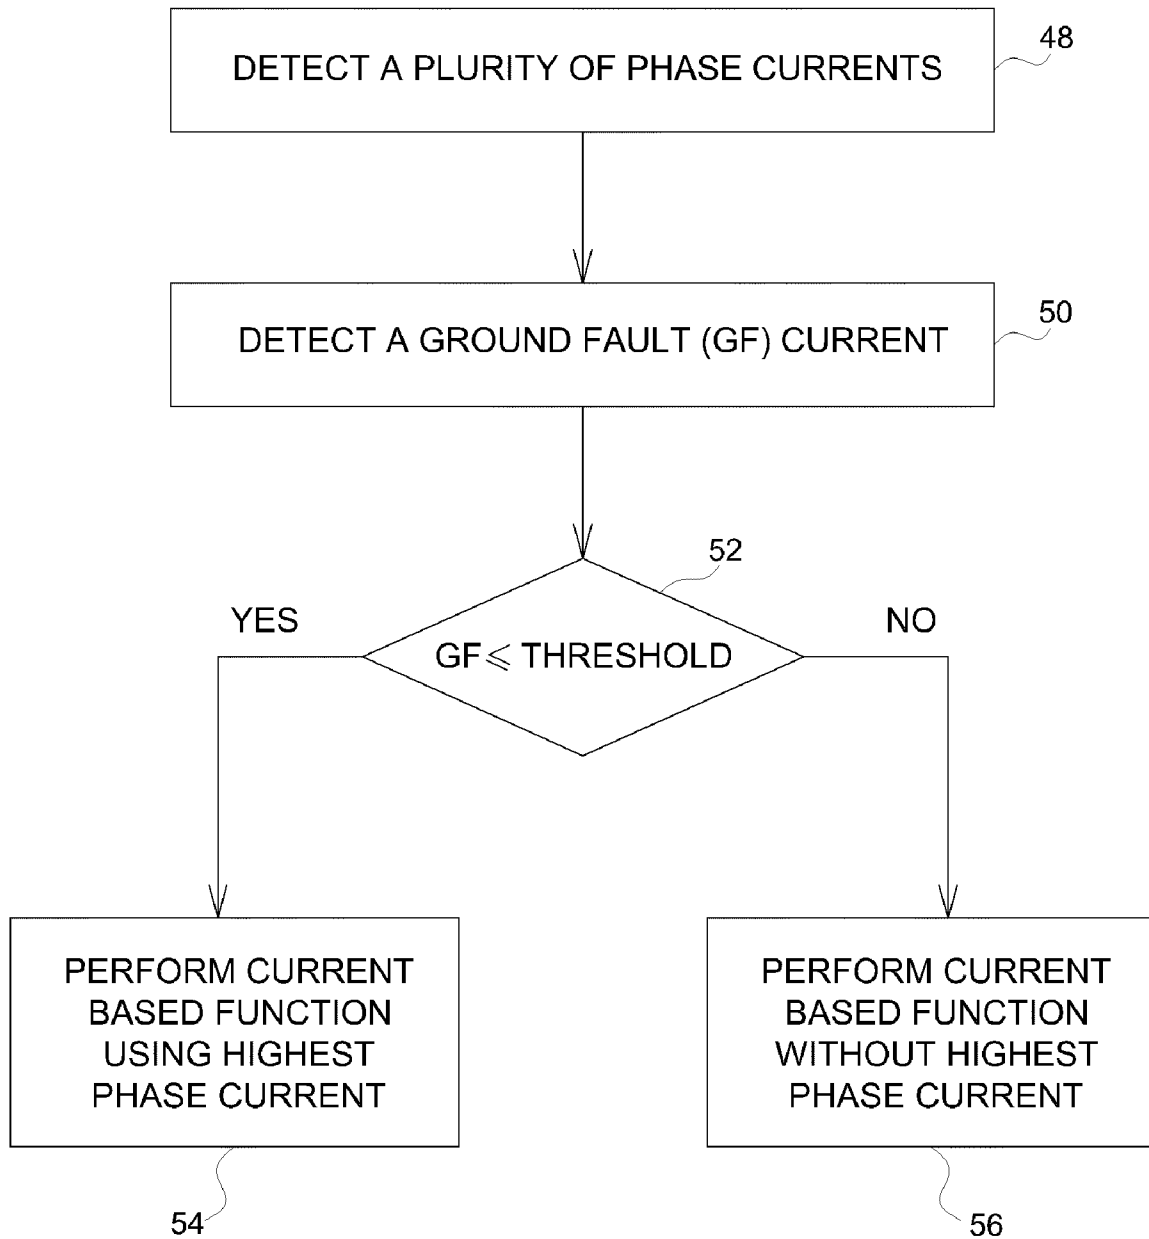 DETECT A PLURITY OF PHASE CURRENTS
48
DETECT A GROUND FAULT (GF) CURRENT
50
52
YES
NO
GF ⩽ THRESHOLD
PERFORM CURRENT
BASED FUNCTION
USING HIGHEST
PHASE CURRENT
54
PERFORM CURRENT
BASED FUNCTION
WITHOUT HIGHEST
PHASE CURRENT
56